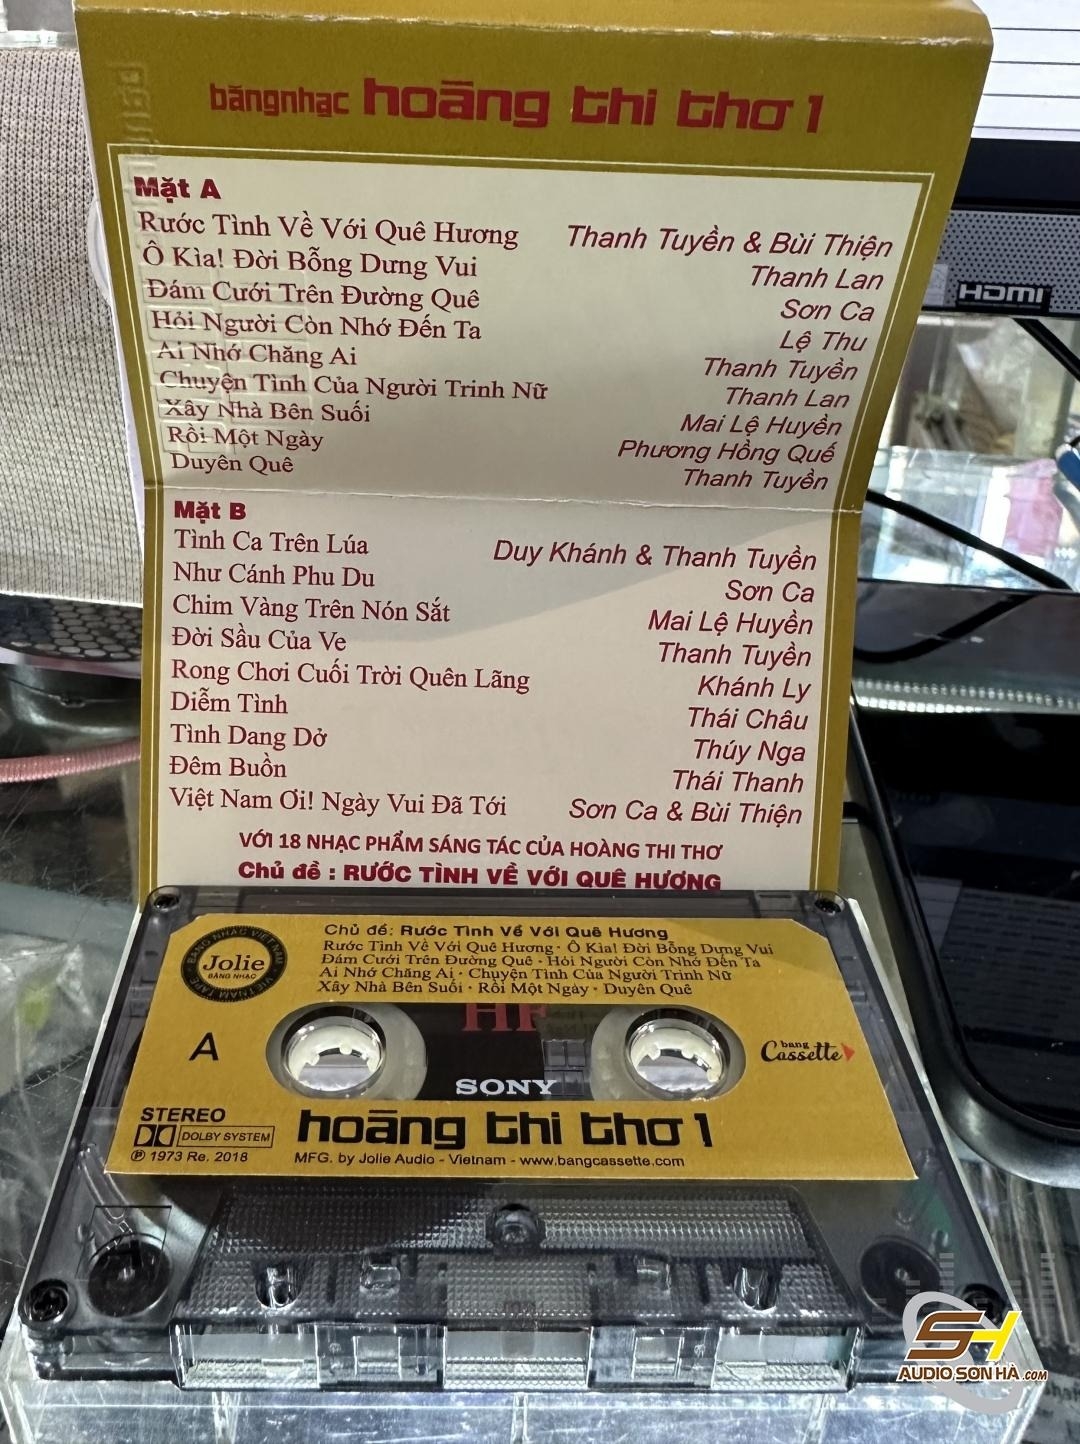 băngnhạc hoàng thi thơ 1
Mặt A
Rước Tình Về Với Quê Hương Thanh Tuyền & Bùi Thiện
Ô Kìa! Đời Bỗng Dưng Vui Thanh Lan
Đám Cưới Trên Đường Quê Sơn Ca
Hỏi Người Còn Nhớ Đến Ta Lệ Thu
Ai Nhớ Chăng Ai Thanh Tuyền
Chuyện Tình Của Người Trinh Nữ Thanh Lan
Xây Nhà Bên Suối Mai Lệ Huyền
Rồi Một Ngày Phương Hồng Quế
Duyên Quê Thanh Tuyền
Mặt B
Tình Ca Trên Lúa Duy Khánh & Thanh Tuyền
Như Cánh Phu Du Sơn Ca
Chim Vàng Trên Nón Sắt Mai Lệ Huyền
Đời Sầu Của Ve Thanh Tuyền
Rong Chơi Cuối Trời Quên Lãng Khánh Ly
Diễm Tình Thái Châu
Tình Dang Dở Thúy Nga
Đêm Buồn Thái Thanh
Việt Nam Ơi! Ngày Vui Đã Tới Sơn Ca & Bùi Thiện
VỚI 18 NHẠC PHẨM SÁNG TÁC CỦA HOÀNG THI THƠ
Chủ đề : RƯỚC TÌNH VỀ VỚI QUÊ HƯƠNG
HDMI
Chủ đề: Rước Tình Về Với Quê Hương
Rước Tình Về Với Quê Hương · Ô Kìa! Đời Bỗng Dưng Vui
Đám Cưới Trên Đường Quê · Hỏi Người Còn Nhớ Đến Ta
Ai Nhớ Chăng Ai · Chuyện Tình Của Người Trinh Nữ
Xây Nhà Bên Suối · Rồi Một Ngày · Duyên Quê
BĂNG NHẠC VIỆT NAM
Jolie
BĂNG NHẠC
VIETNAM TAPE
HF
A
băng
Cassette
SONY
STEREO
DOLBY SYSTEM
hoàng thi thơ 1
℗ 1973 Re. 2018
MFG. by Jolie Audio - Vietnam - www.bangcassette.com
SH
AUDIO SƠN HÀ.COM